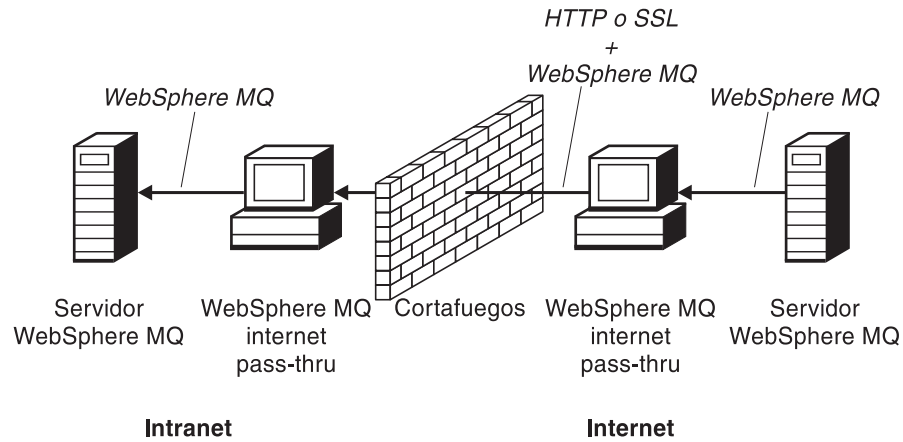 HTTP o SSL
+
WebSphere MQ
WebSphere MQ
WebSphere MQ
Servidor
WebSphere MQ
WebSphere MQ
internet
pass-thru
Cortafuegos
WebSphere MQ
internet
pass-thru
Servidor
WebSphere MQ
Intranet
Internet